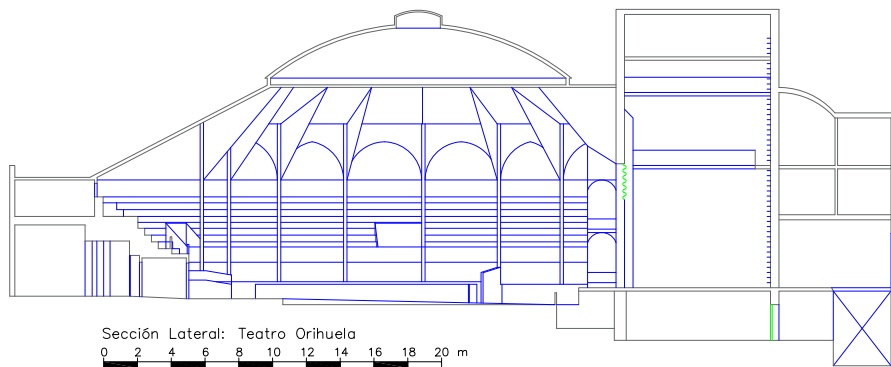 Sección Lateral: Teatro Orihuela
0 2 4 6 8 10 12 14 16 18 20 m